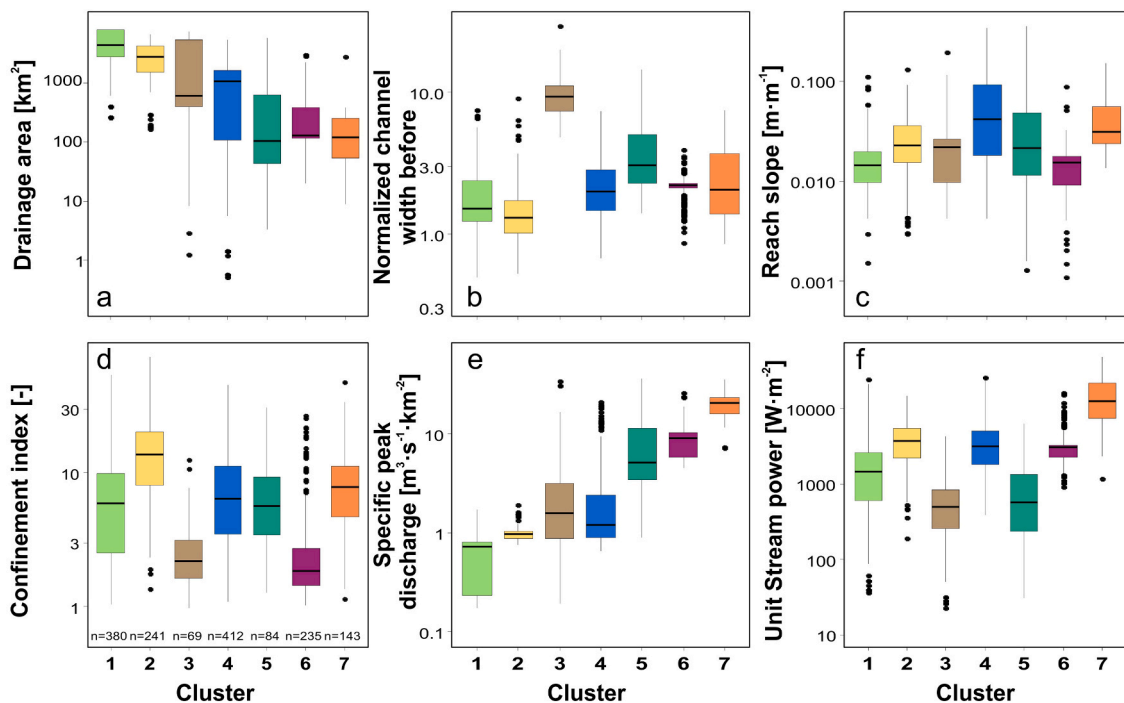 Drainage area [km²]
1000
100
10
1
a
Normalized channel
width before
10.0
3.0
1.0
0.3
b
Reach slope [m·m⁻¹]
0.100
0.010
0.001
c
Confinement index [-]
30
10
3
1
d
n=380 n=241 n=69 n=412 n=84 n=235 n=143
1 2 3 4 5 6 7
Cluster
Specific peak
discharge [m³·s⁻¹·km⁻²]
10
1
0.1
e
1 2 3 4 5 6 7
Cluster
Unit Stream power [W·m⁻²]
10000
1000
100
10
f
1 2 3 4 5 6 7
Cluster